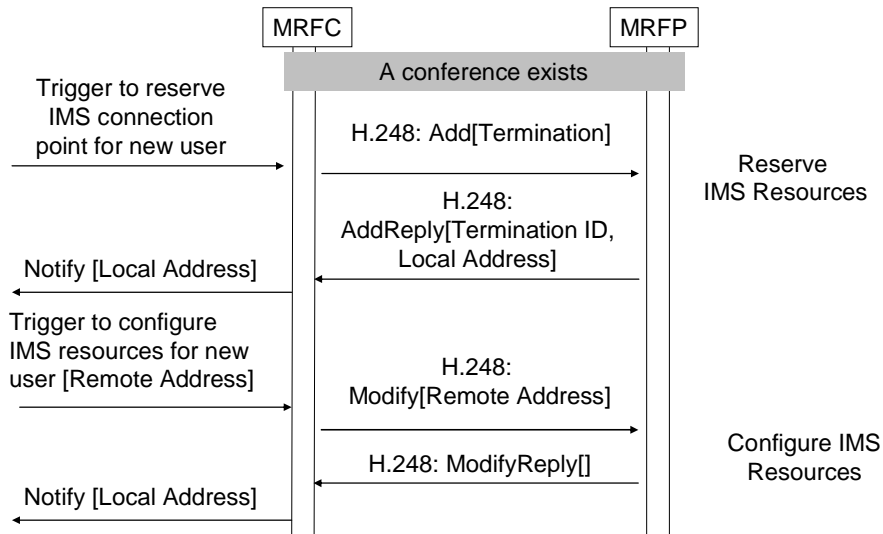 MRFC
MRFP
A conference exists
Trigger to reserve
IMS connection
point for new user
H.248: Add[Termination]
Reserve
IMS Resources
H.248:
AddReply[Termination ID,
Local Address]
Notify [Local Address]
Trigger to configure
IMS resources for new
user [Remote Address]
H.248:
Modify[Remote Address]
Configure IMS
Resources
H.248: ModifyReply[]
Notify [Local Address]